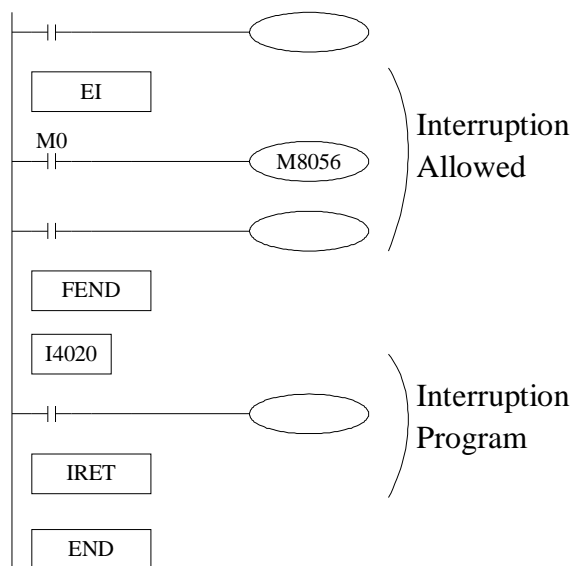 EI
Interruption
Allowed
M0
M8056
FEND
I4020
Interruption
Program
IRET
END